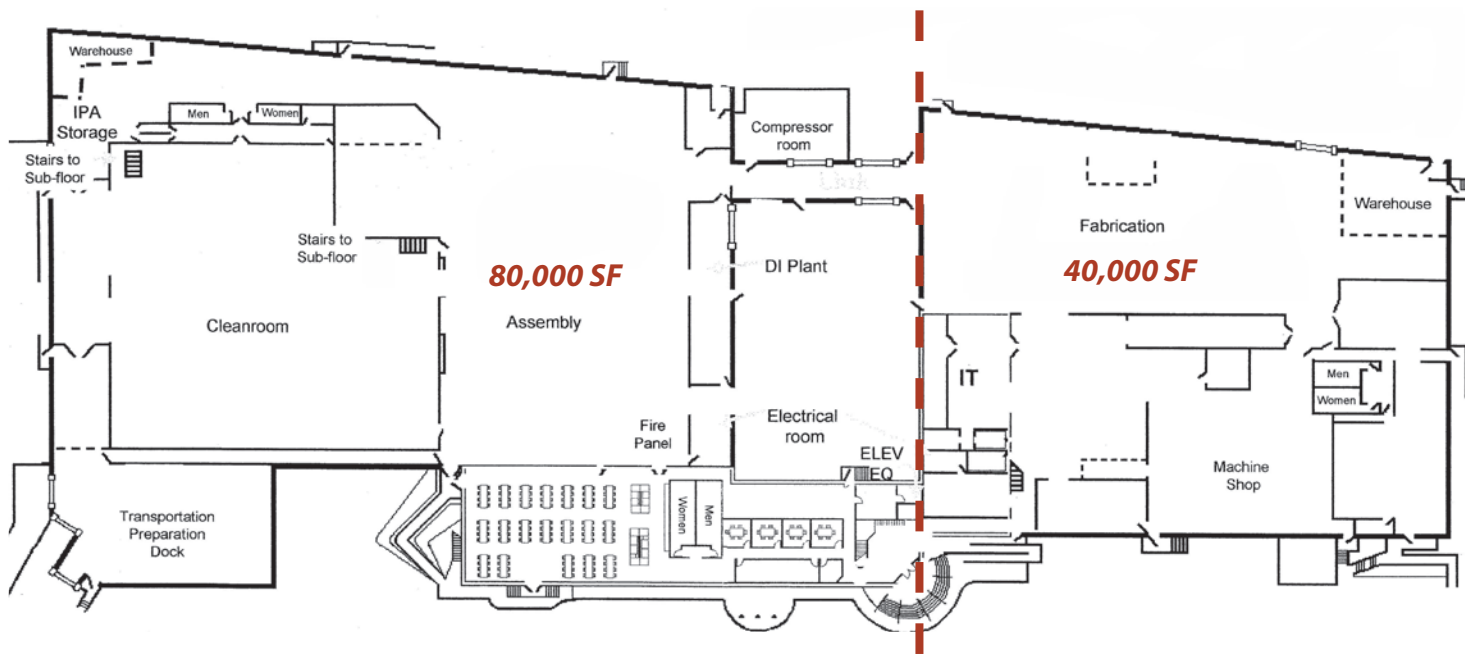 Warehouse
IPA
Storage
Men
Women
Stairs to
Sub-floor
Compressor
room
Link
Fabrication
Warehouse
Stairs to
Sub-floor
80,000 SF
DI Plant
40,000 SF
Cleanroom
Assembly
IT
Men
Women
Fire
Panel
Electrical
room
ELEV
EQ
Machine
Shop
Women
Men
Transportation
Preparation
Dock